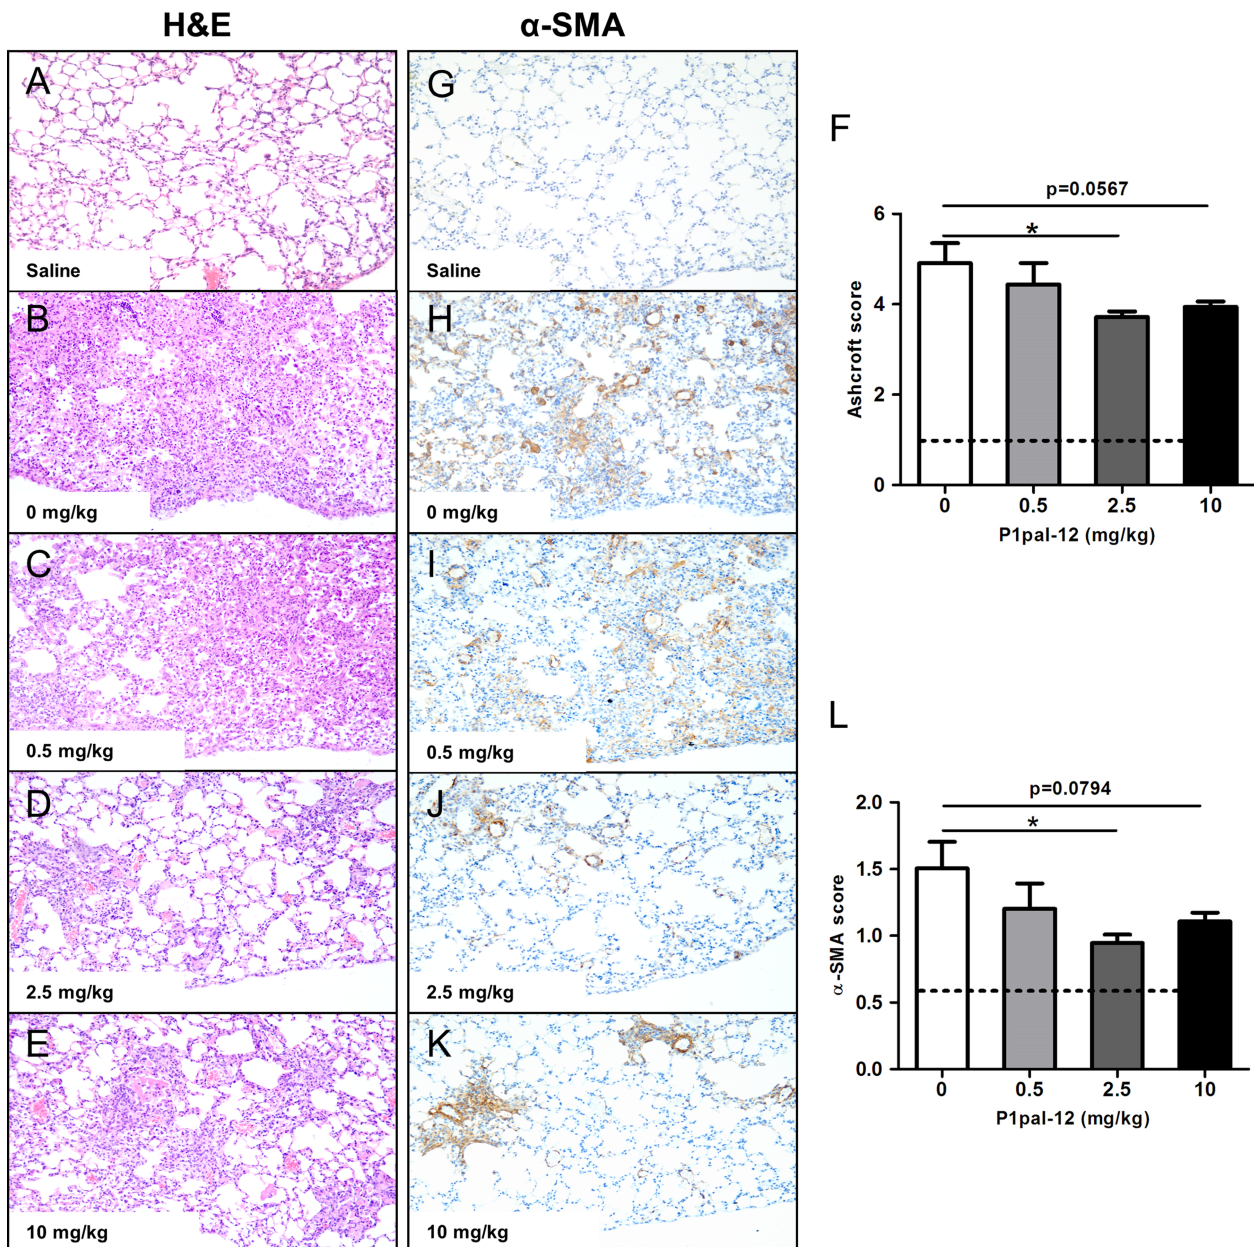 H&E
α-SMA
A
Saline
B
0 mg/kg
C
0.5 mg/kg
D
2.5 mg/kg
E
10 mg/kg
G
Saline
H
0 mg/kg
I
0.5 mg/kg
J
2.5 mg/kg
K
10 mg/kg
F
p=0.0567
*
6
4
2
0
Ashcroft score
0 0.5 2.5 10
P1pal-12 (mg/kg)
L
p=0.0794
*
2.0
1.5
1.0
0.5
0.0
α-SMA score
0 0.5 2.5 10
P1pal-12 (mg/kg)